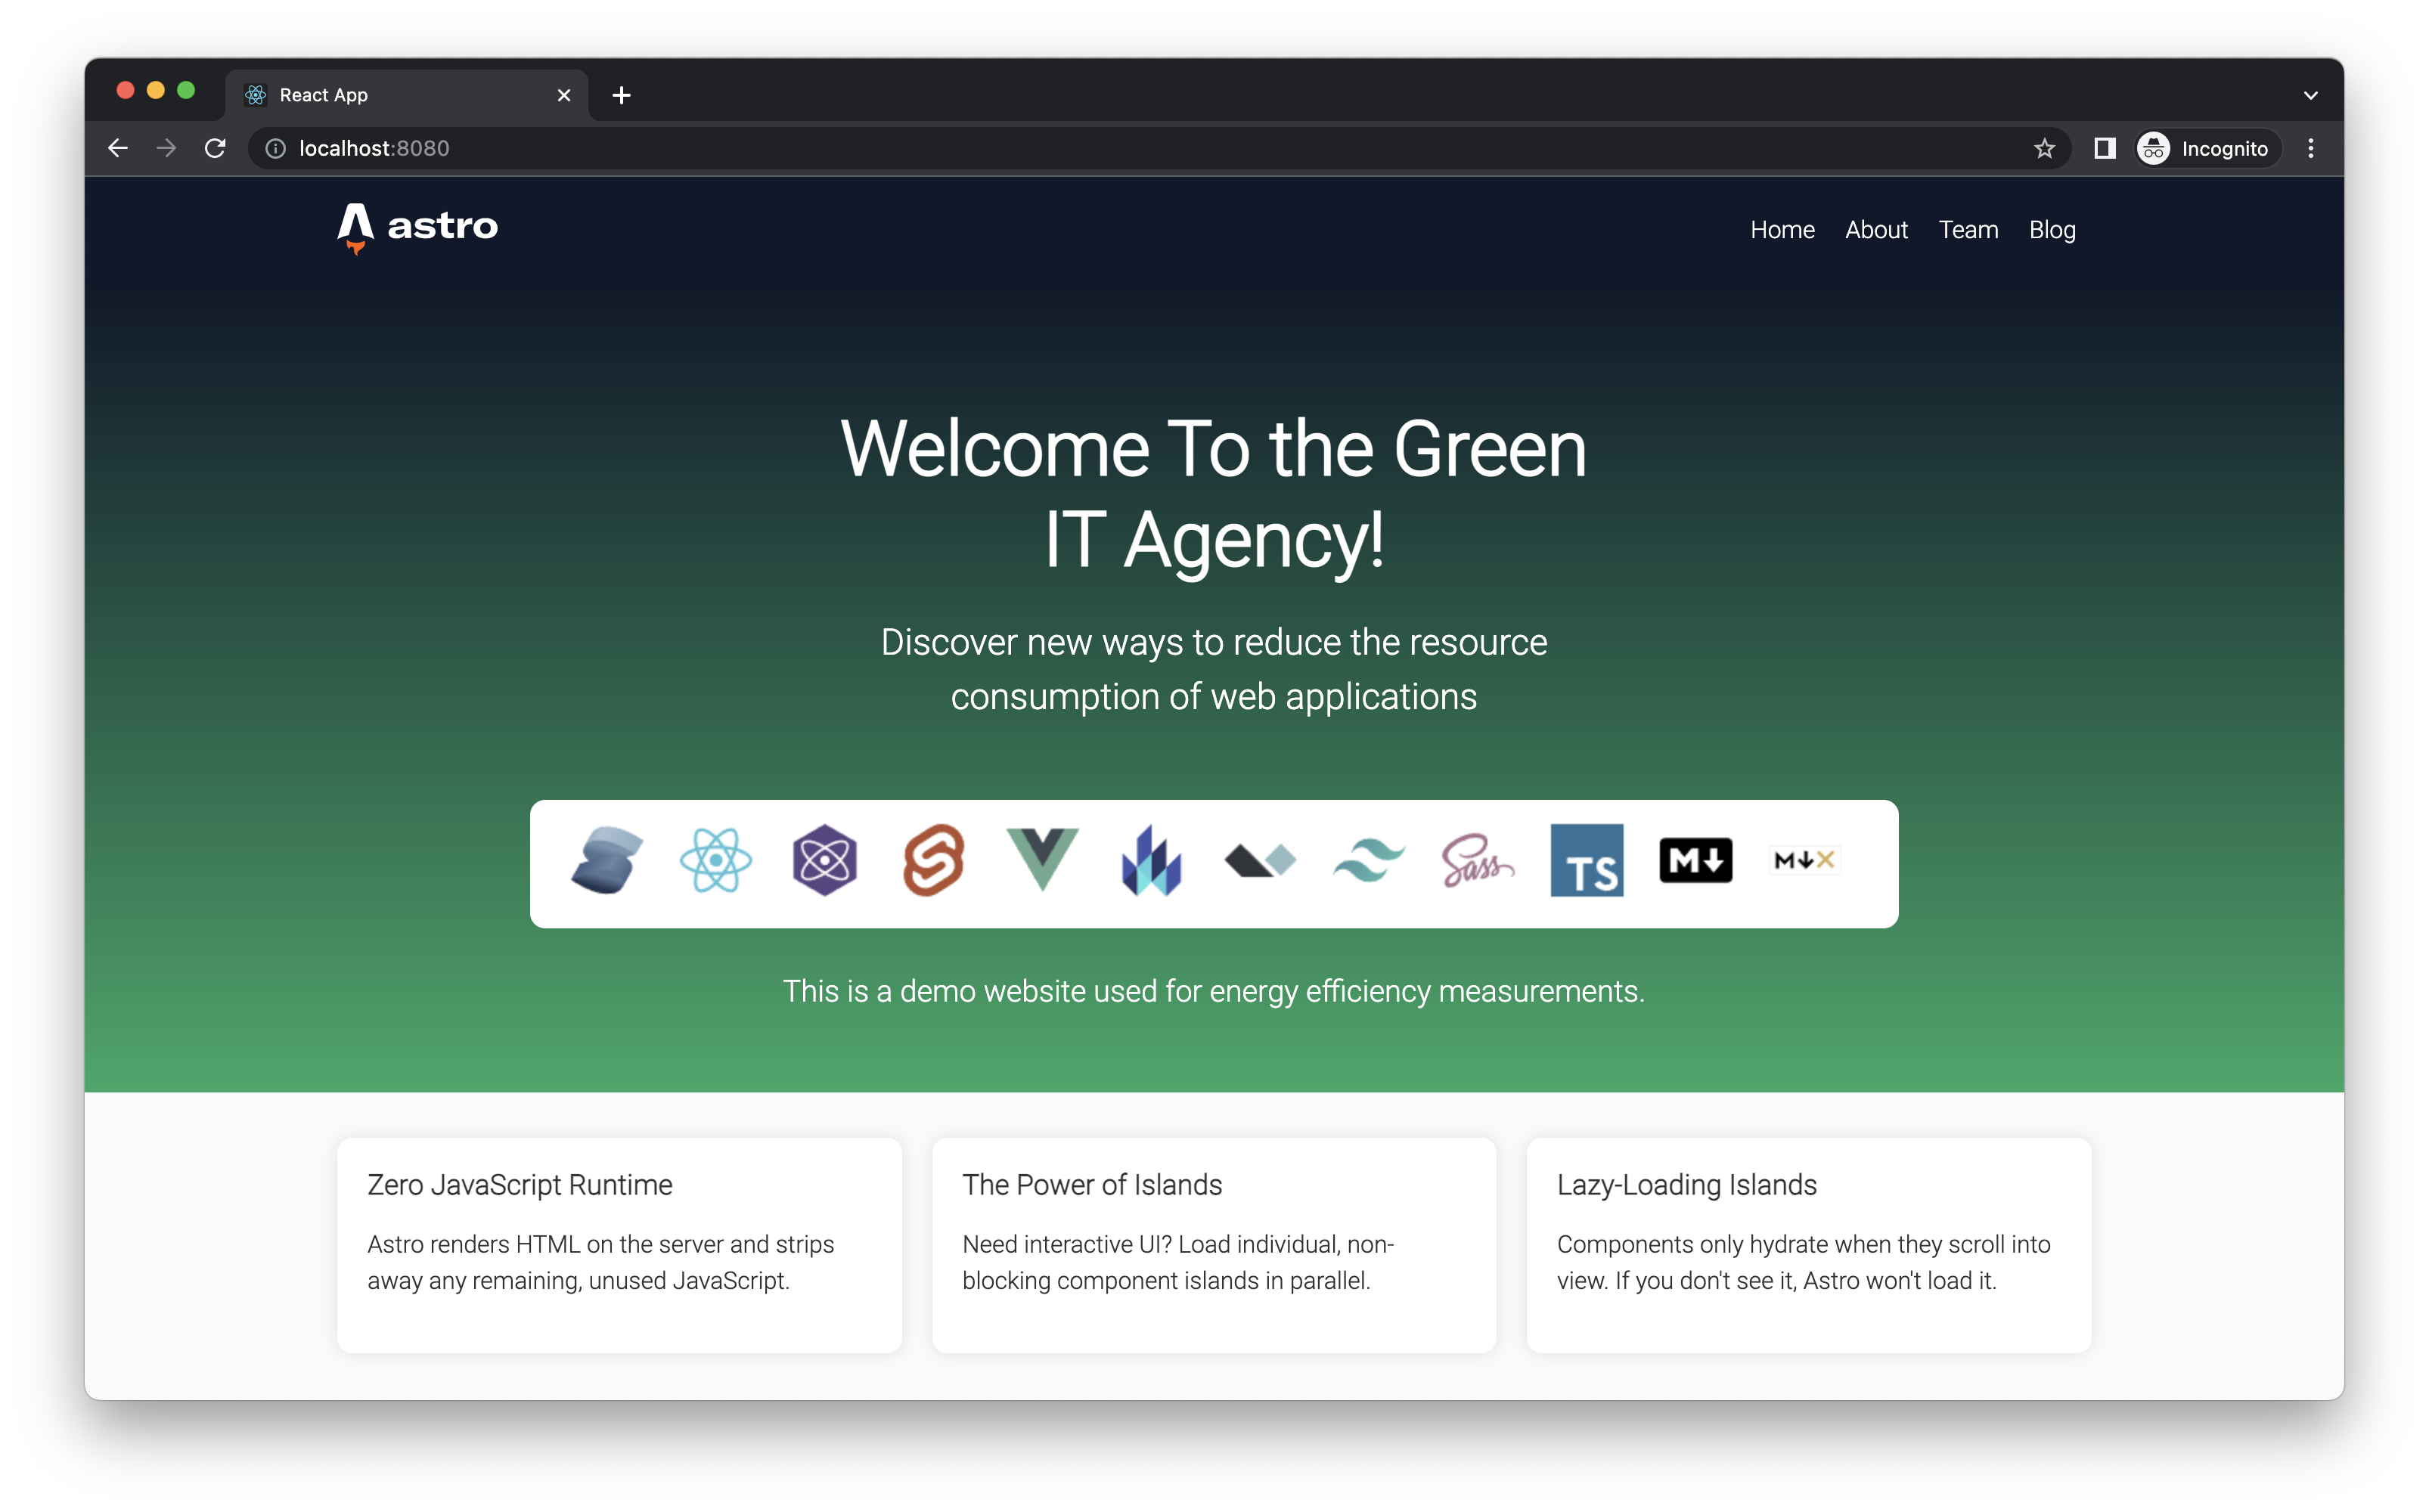 React App
localhost:8080
Incognito
astro
Home About Team Blog
Welcome To the Green
IT Agency!
Discover new ways to reduce the resource
consumption of web applications
Sass
TS
M
M X
This is a demo website used for energy efficiency measurements.
Zero JavaScript Runtime
Astro renders HTML on the server and strips
away any remaining, unused JavaScript.
The Power of Islands
Need interactive UI? Load individual, non-
blocking component islands in parallel.
Lazy-Loading Islands
Components only hydrate when they scroll into
view. If you don't see it, Astro won't load it.